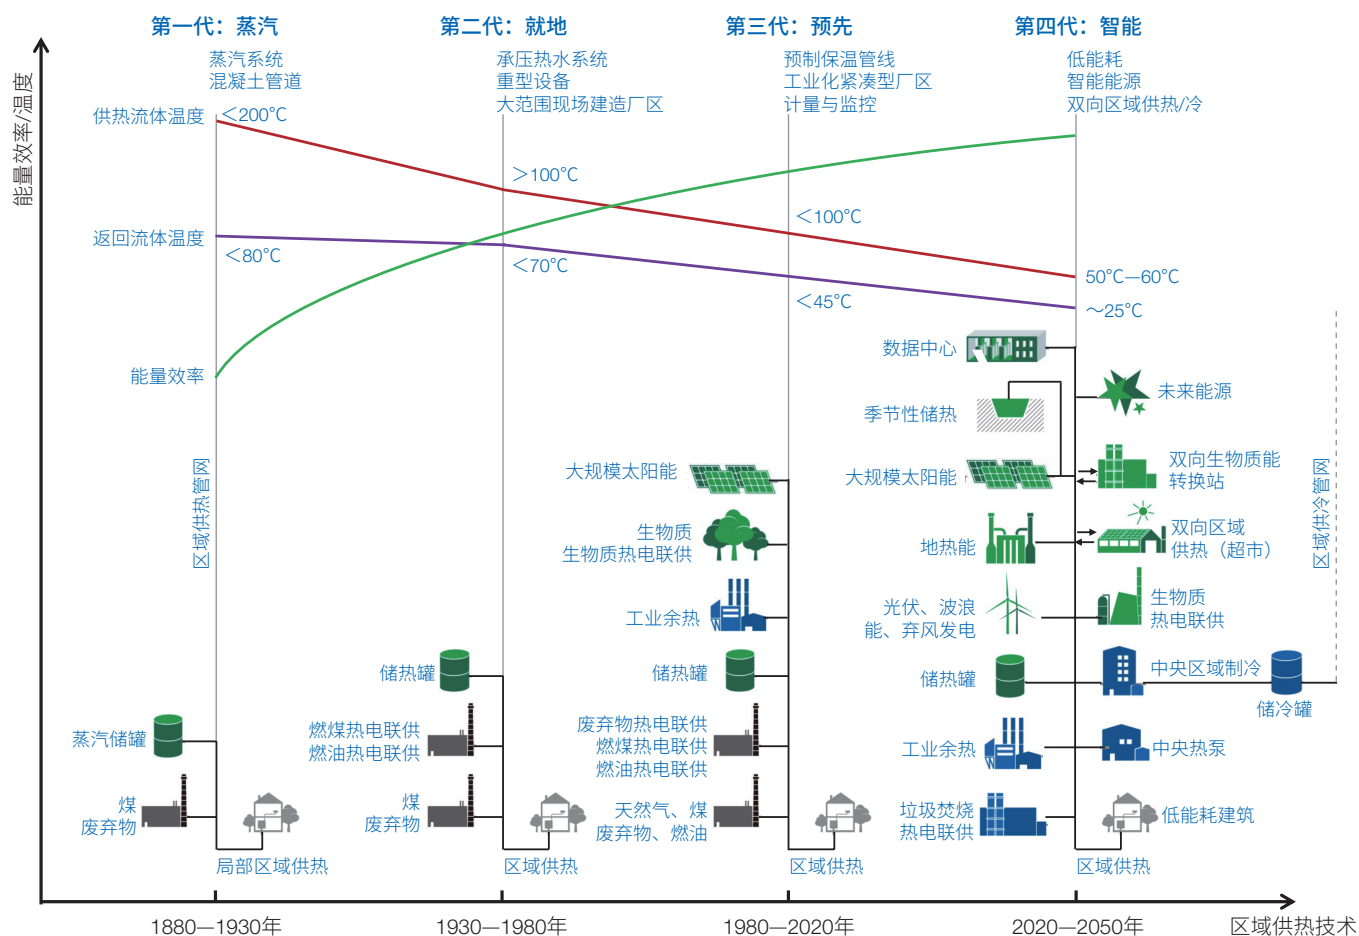 第一代：蒸汽
蒸汽系统
混凝土管道
第二代：就地
承压热水系统
重型设备
大范围现场建造厂区
第三代：预先
预制保温管线
工业化紧凑型厂区
计量与监控
第四代：智能
低能耗
智能能源
双向区域供热/冷
能量效率/温度
供热流体温度
<200℃
>100℃
<100℃
50℃—60℃
返回流体温度
<80℃
<70℃
<45℃
～25℃
能量效率
区域供热管网
区域供冷管网
蒸汽储罐
煤
废弃物
局部区域供热
储热罐
燃煤热电联供
燃油热电联供
煤
废弃物
区域供热
大规模太阳能
生物质
生物质热电联供
工业余热
储热罐
废弃物热电联供
燃煤热电联供
燃油热电联供
天然气、煤
废弃物、燃油
区域供热
数据中心
季节性储热
大规模太阳能
地热能
光伏、波浪
能、弃风发电
储热罐
工业余热
垃圾焚烧
热电联供
未来能源
双向生物质能
转换站
双向区域
供热（超市）
生物质
热电联供
中央区域制冷
储冷罐
中央热泵
低能耗建筑
区域供热
1880—1930年
1930—1980年
1980—2020年
2020—2050年
区域供热技术